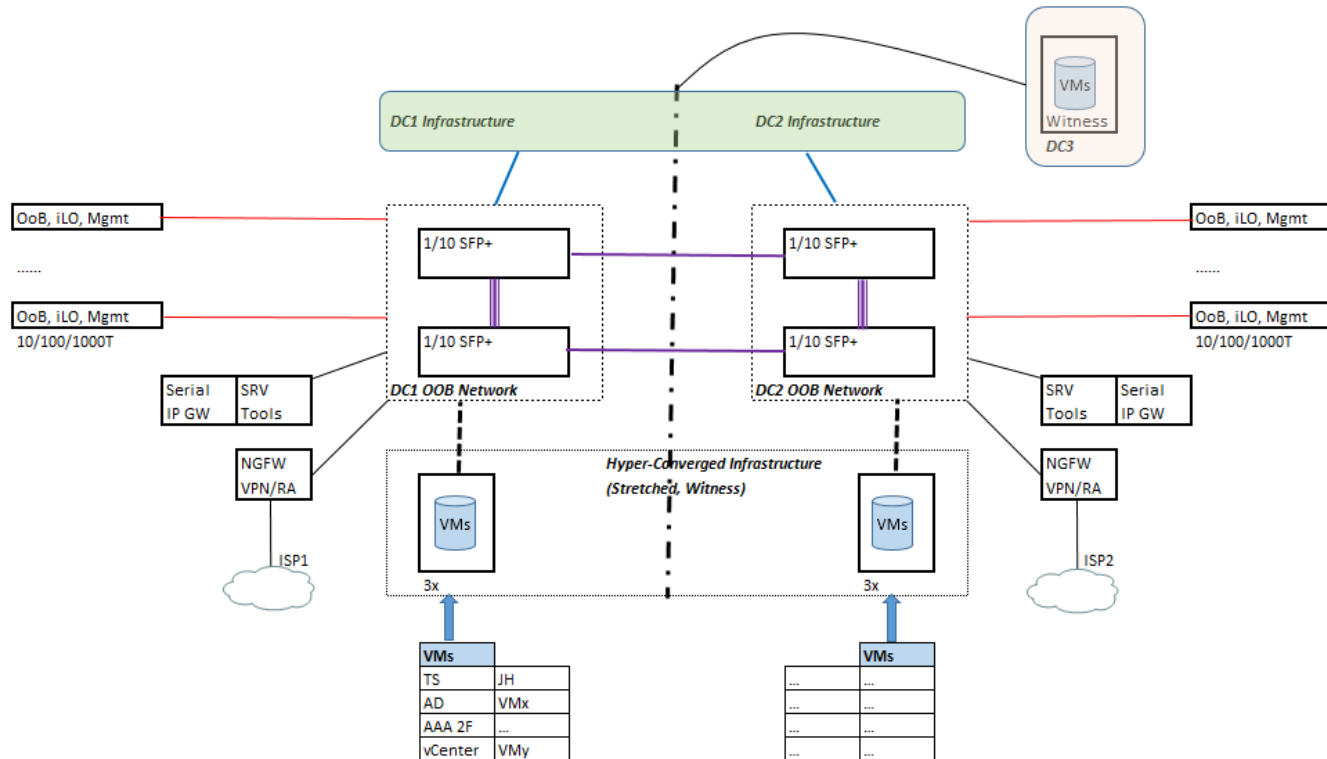 VMs
Witness
DC3
DC1 Infrastructure
DC2 Infrastructure
OoB, iLO, Mgmt
......
OoB, iLO, Mgmt
10/100/1000T
1/10 SFP+
1/10 SFP+
DC1 OOB Network
1/10 SFP+
1/10 SFP+
DC2 OOB Network
OoB, iLO, Mgmt
......
OoB, iLO, Mgmt
10/100/1000T
Serial
IP GW
SRV
Tools
SRV
Tools
Serial
IP GW
NGFW
VPN/RA
ISP1
NGFW
VPN/RA
ISP2
Hyper-Converged Infrastructure
(Stretched, Witness)
VMs
3x
VMs
3x
VMs
TS JH
AD VMx
AAA 2F ...
vCenter VMy
VMs
... ...
... ...
... ...
... ...